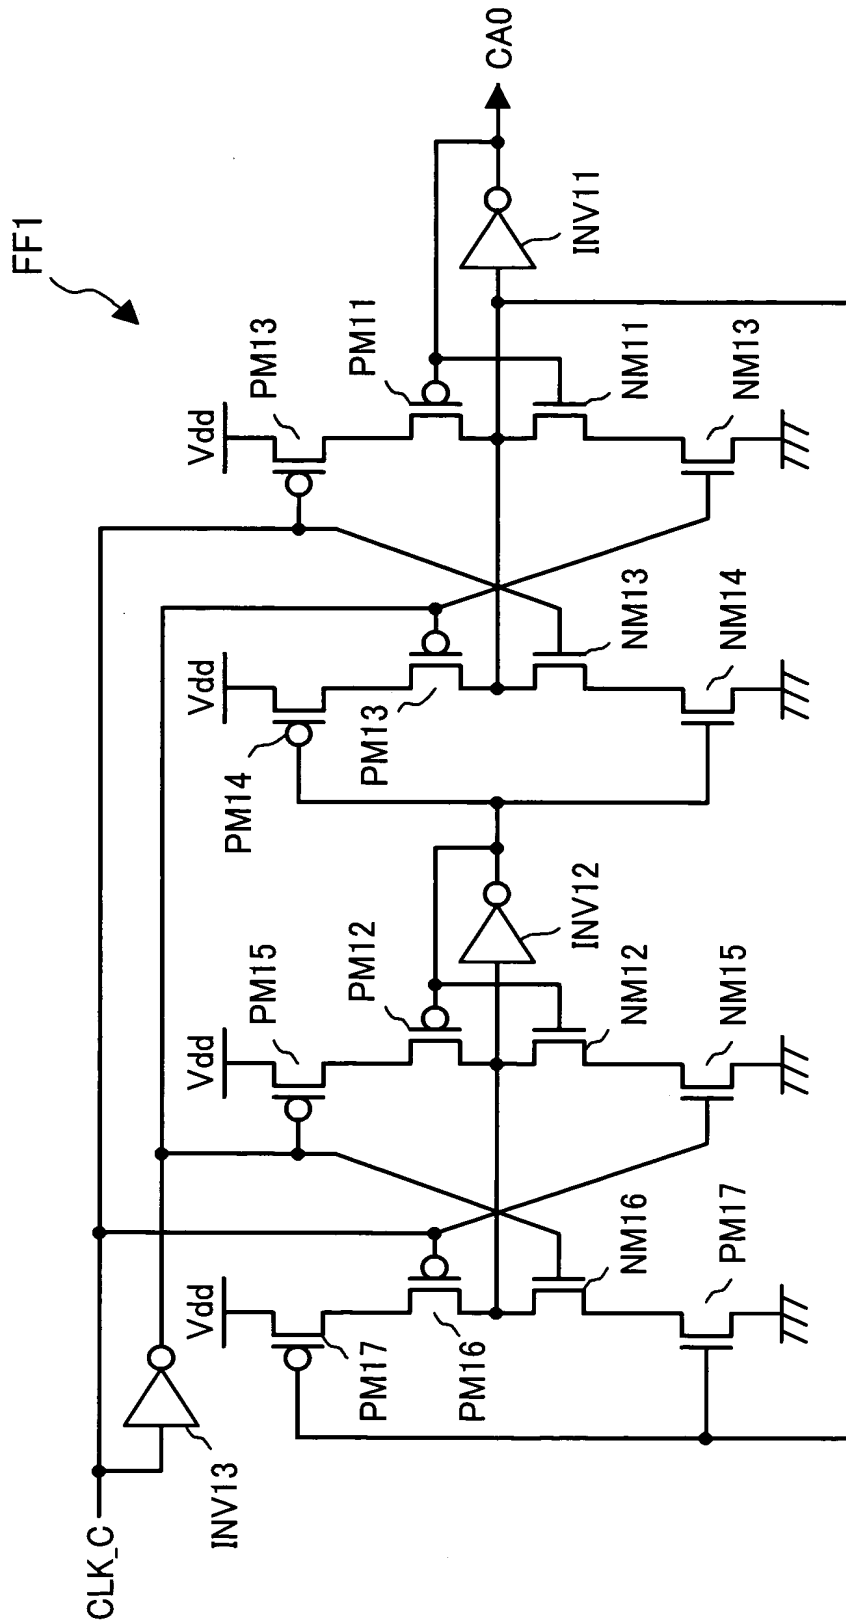 FF1
CLK_C
INV13
Vdd
PM17
PM16
NM16
PM17
Vdd
PM15
PM12
INV12
NM12
NM15
Vdd
PM14
PM13
NM13
NM14
Vdd
PM13
PM11
INV11
NM11
NM13
CA0